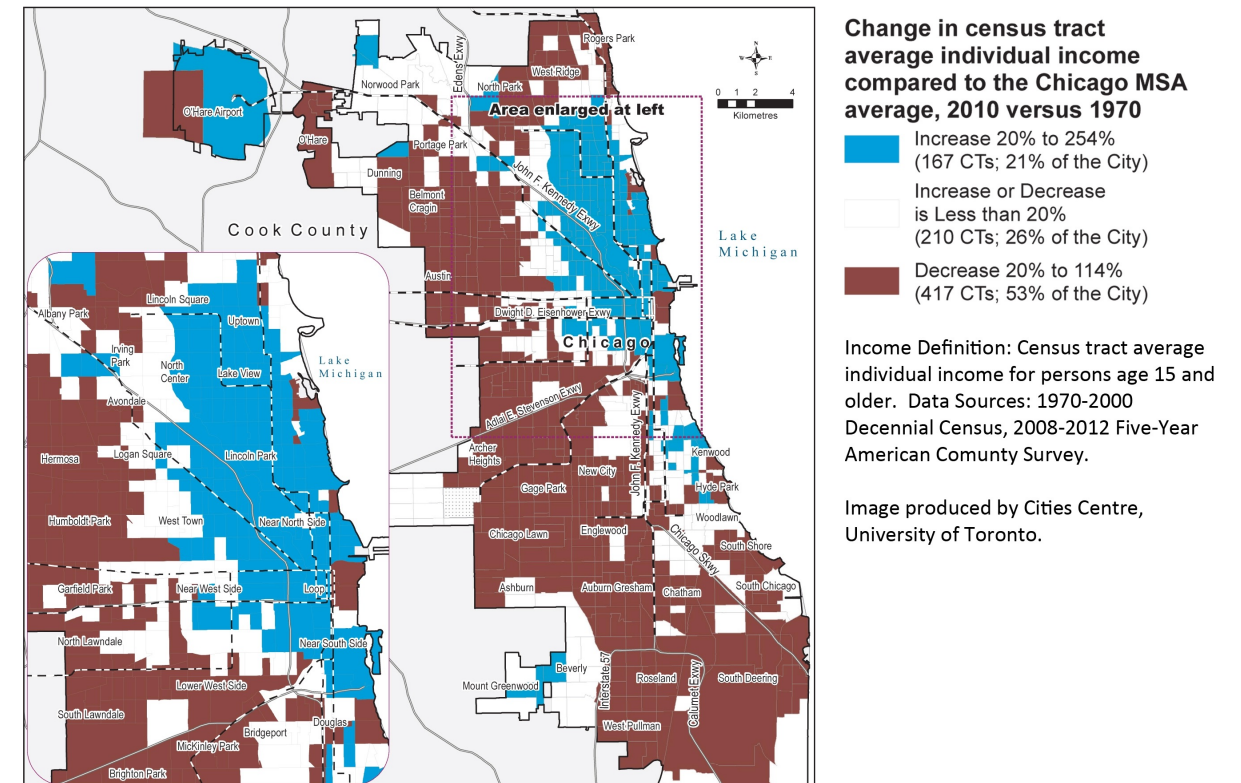 Rogers Park
West Ridge
Edens Exwy
Norwood Park
North Park
N
W
E
S
0 1 4
Kilometres
O'Hare Airport
O'Hare
Area enlarged at left
Portage Park
Dunning
John F. Kennedy Exwy
Belmont
Cragin
Cook County
Lake
Michigan
Austin
Dwight D. Eisenhower Exwy
Chicago
Adlai E. Stevenson Exwy
John F. Kennedy Exwy
Archer
Heights
Kenwood
New City
Gage Park
Hyde Park
Woodlawn
Chicago Lawn
Englewood
Chicago Skwy
South Shore
Ashburn
Auburn Gresham
Chatham
South Chicago
Beverly
Mount Greenwood
Interstate 57
Roseland
Calumet Exwy
South Deering
West Pullman
Lincoln Square
Albany Park
Uptown
Irving
Park
North
Center
Lake View
Lake
Michigan
Avondale
Logan Square
Lincoln Park
Hermosa
Humboldt Park
West Town
Near North Side
Garfield Park
Near West Side
Loop
North Lawndale
Near South Side
Lower West Side
South Lawndale
Douglas
Bridgeport
McKinley Park
Brighton Park
Change in census tract
average individual income
compared to the Chicago MSA
average, 2010 versus 1970
Increase 20% to 254%
(167 CTs; 21% of the City)
Increase or Decrease
is Less than 20%
(210 CTs; 26% of the City)
Decrease 20% to 114%
(417 CTs; 53% of the City)
Income Definition: Census tract average
individual income for persons age 15 and
older. Data Sources: 1970-2000
Decennial Census, 2008-2012 Five-Year
American Comunty Survey.
Image produced by Cities Centre,
University of Toronto.